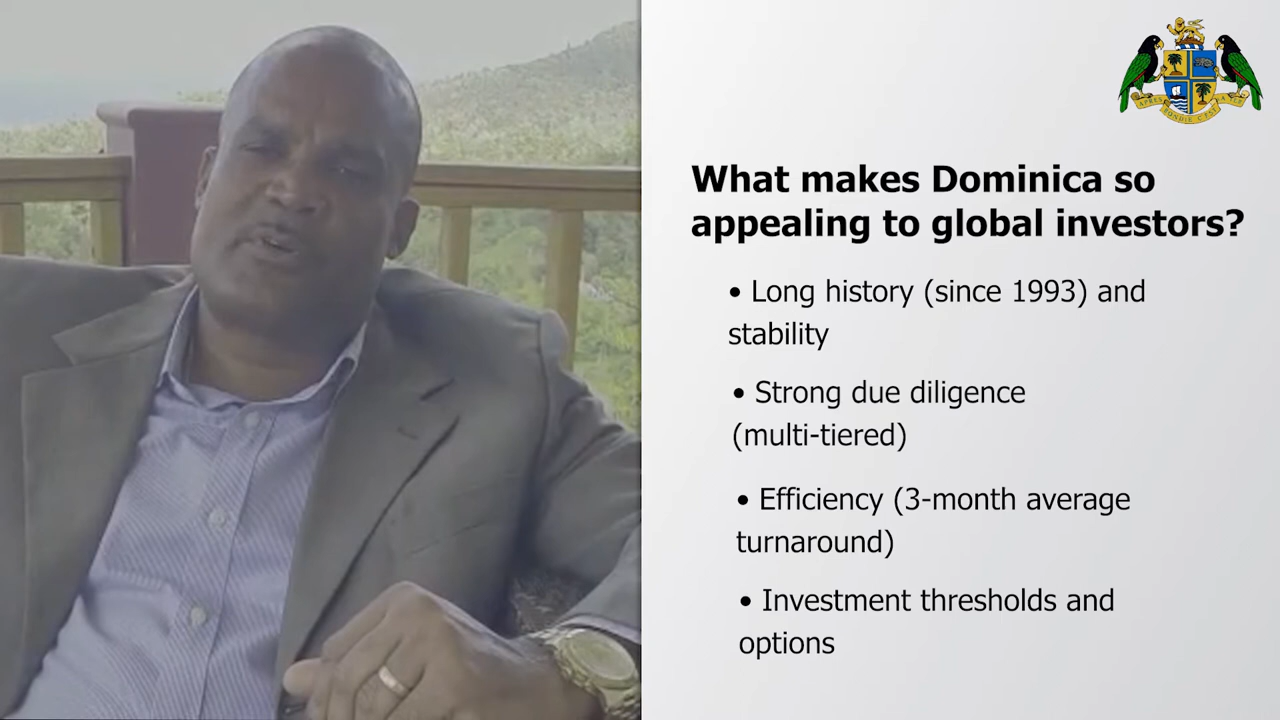 What makes Dominica so
appealing to global investors?
• Long history (since 1993) and
stability
• Strong due diligence
(multi-tiered)
• Efficiency (3-month average
turnaround)
• Investment thresholds and
options